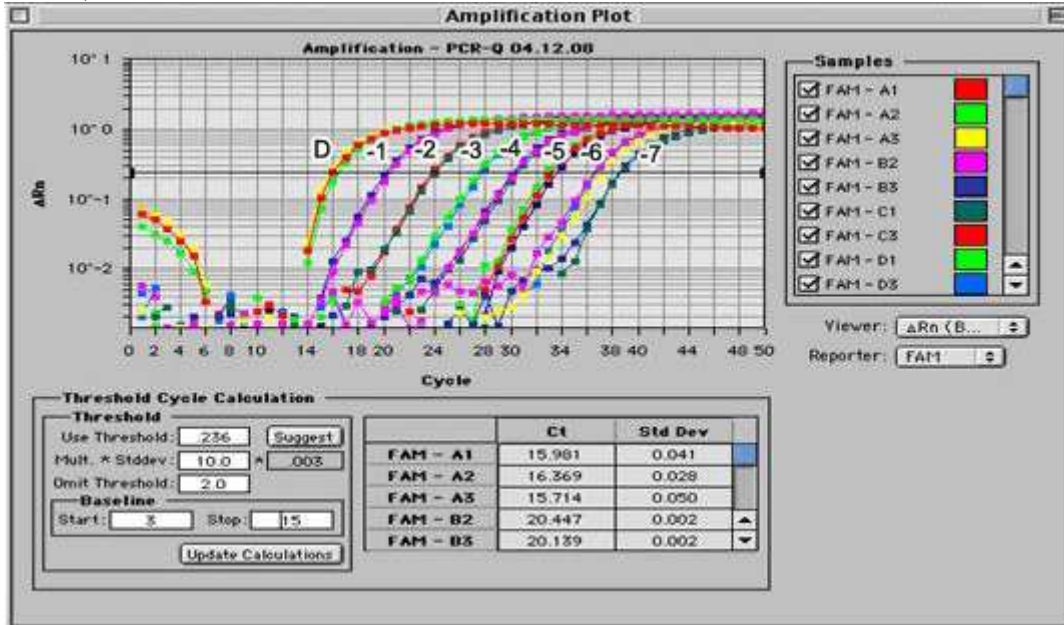 Amplification Plot
Amplification - PCR-Q 04.12.08
10^1
10^0
10^-1
10^-2
ΔRn
D -1 -2 -3 -4 -5 -6 -7
0 2 4 6 8 10 14 18 20 24 28 30 34 38 40 44 48 50
Cycle
Samples
FAM - A1
FAM - A2
FAM - A3
FAM - B2
FAM - B3
FAM - C1
FAM - C3
FAM - D1
FAM - D3
Viewer: ΔRn (B...
Reporter: FAM
Threshold Cycle Calculation
Threshold
Use Threshold: .236 Suggest
Mult. * Stddev: 10.0 * .003
Omit Threshold: 2.0
Baseline
Start: 3 Stop: 15
Update Calculations
Ct Std Dev
FAM - A1 15.981 0.041
FAM - A2 16.369 0.028
FAM - A3 15.714 0.050
FAM - B2 20.447 0.002
FAM - B3 20.139 0.002